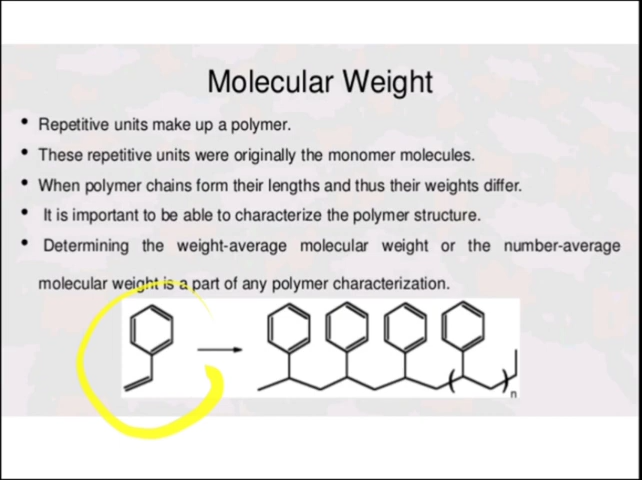 Molecular Weight
• Repetitive units make up a polymer.
• These repetitive units were originally the monomer molecules.
• When polymer chains form their lengths and thus their weights differ.
• It is important to be able to characterize the polymer structure.
• Determining the weight-average molecular weight or the number-average
molecular weight is a part of any polymer characterization.
n